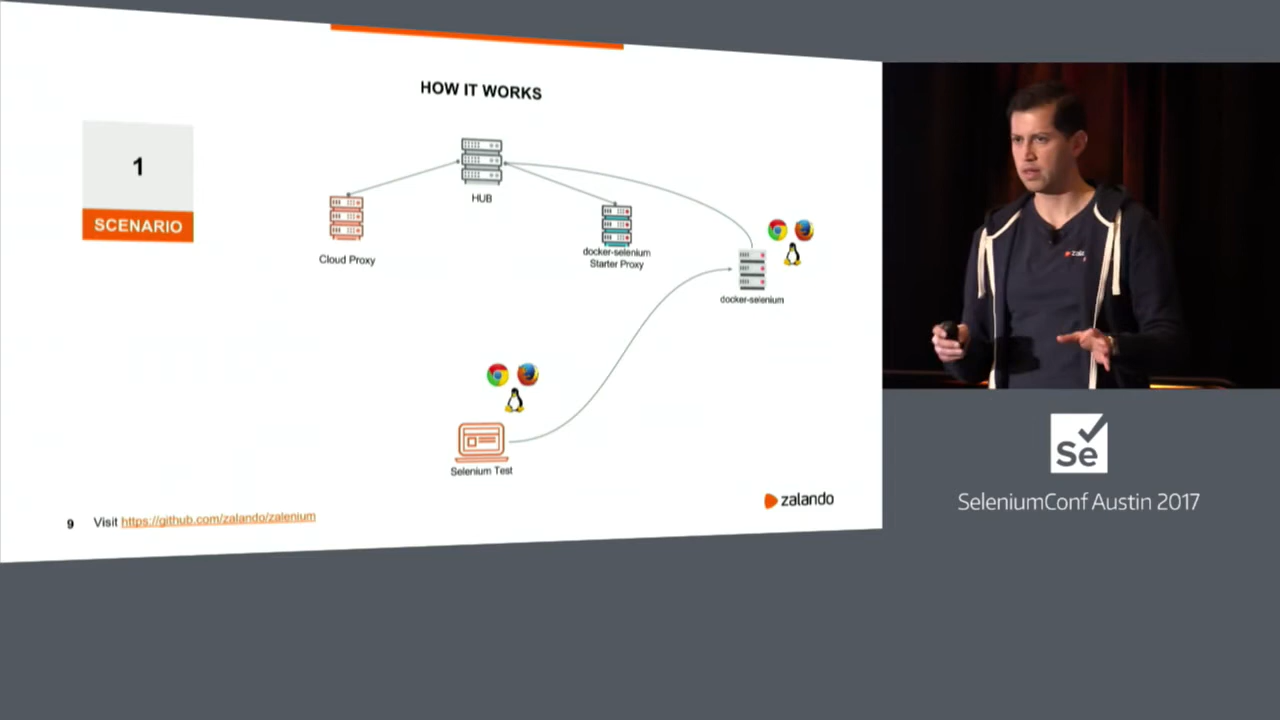 HOW IT WORKS
1
SCENARIO
HUB
Cloud Proxy
docker-selenium
Starter Proxy
docker-selenium
Selenium Test
zalando
9 Visit https://github.com/zalando/zalenium
Se
SeleniumConf Austin 2017